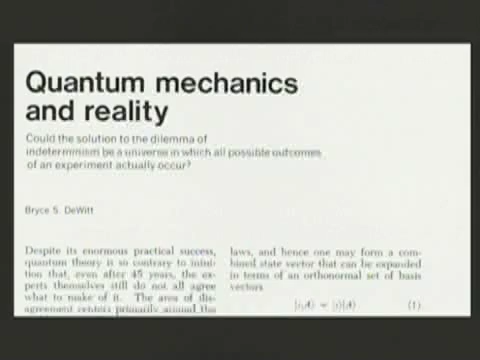 Quantum mechanics
and reality
Could the solution to the dilemma of
indeterminism be a universe in which all possible outcomes
of an experiment actually occur?
Bryce S. DeWitt
Despite its enormous practical success,
quantum theory is so contrary to intui-
tion that, even after 45 years, the ex-
perts themselves still do not all agree
what to make of it. The area of dis-
agreement centers primarily around the
laws, and hence one may form a com-
bined state vector that can be expanded
in terms of an orthonormal set of basis
vectors
(1)